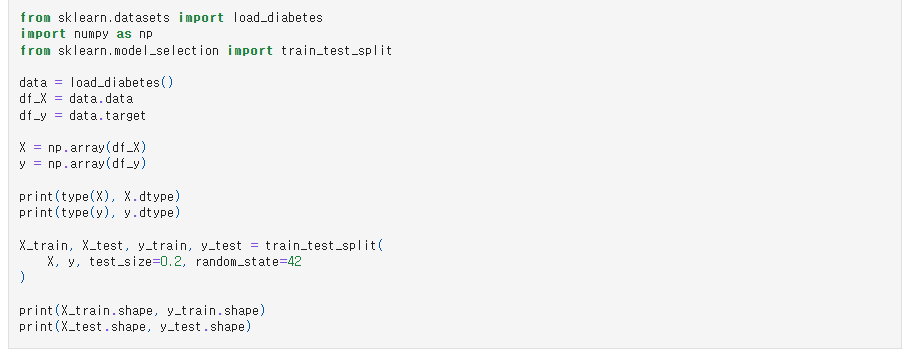 from sklearn.datasets import load_diabetes
import numpy as np
from sklearn.model_selection import train_test_split
data = load_diabetes()
df_X = data.data
df_y = data.target
X = np.array(df_X)
y = np.array(df_y)
print(type(X), X.dtype)
print(type(y), y.dtype)
X_train, X_test, y_train, y_test = train_test_split(
    X, y, test_size=0.2, random_state=42
)
print(X_train.shape, y_train.shape)
print(X_test.shape, y_test.shape)